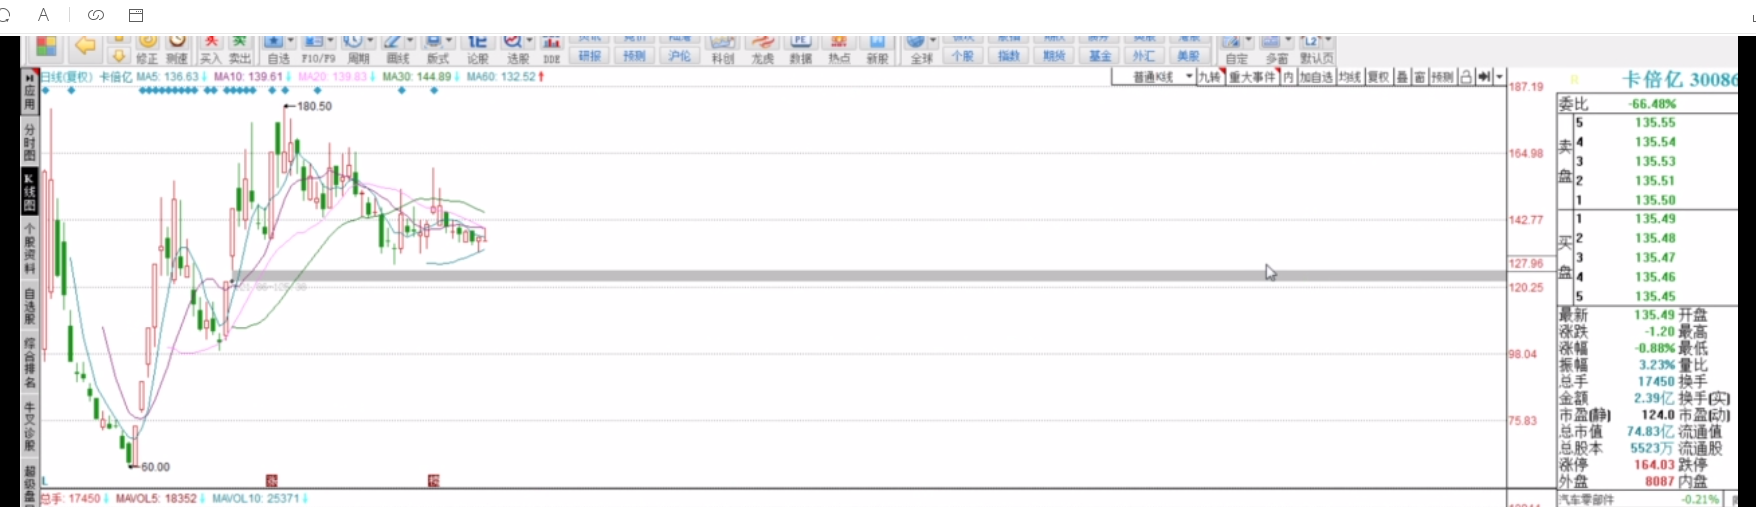 A
修正 测速 买入 卖出 自选 F10/F9 周期 画线 版式 论股 选股 DDE 研报 预测 沪伦 科创 龙虎 数据 热点 新股 全球 个股 指数 期货 基金 外汇 美股 自定 多窗 默认页
日线(复权) 卡倍亿 MA5: 136.63 MA10: 139.61 MA20: 139.83 MA30: 144.89 MA60: 132.52
普通K线 九转 重大事件 内 加自选 均线 复权 叠 窗 预测
应用
分时图
K线图
个股资料
自选股
综合排名
牛叉诊股
超级盘
180.50
60.00
187.19
164.98
142.77
127.96
120.25
98.04
75.83
L
总手: 17450 MAVOL5: 18352 MAVOL10: 25371
R
卡倍亿 30086
委比 -66.48%
卖盘
5 135.55
4 135.54
3 135.53
2 135.51
1 135.50
买盘
1 135.49
2 135.48
3 135.47
4 135.46
5 135.45
最新 135.49 开盘
涨跌 -1.20 最高
涨幅 -0.88% 最低
振幅 3.23% 量比
总手 17450 换手
金额 2.39亿 换手(实)
市盈(静) 124.0 市盈(动)
总市值 74.83亿 流通值
总股本 5523万 流通股
涨停 164.03 跌停
外盘 8087 内盘
汽车零部件 -0.21%